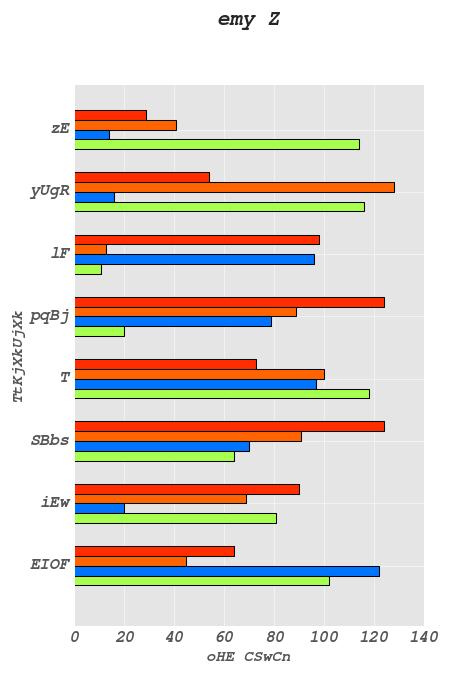 emy Z
zE
yUgR
lF
pqBj
T
SBbs
iEw
EIOF
TtKjXkUjXk
0 20 40 60 80 100 120 140
oHE CSwCn